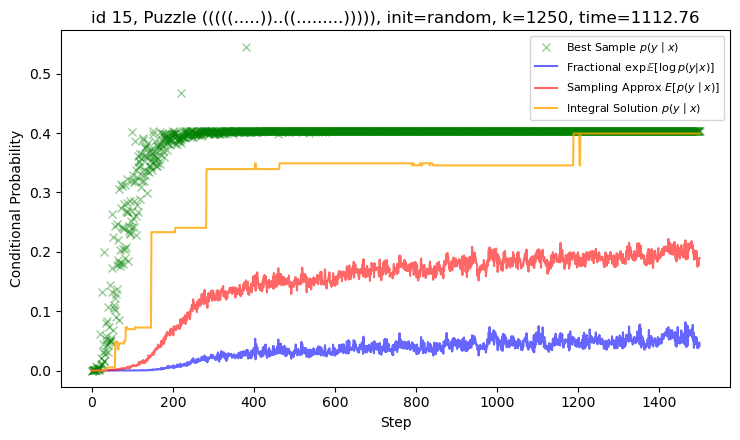 id 15, Puzzle (((((.....))..((.........))))), init=random, k=1250, time=1112.76
Best Sample p(y | x)
Fractional exp𝔼[log p(y|x)]
Sampling Approx E[p(y | x)]
Integral Solution p(y | x)
Conditional Probability
0.5
0.4
0.3
0.2
0.1
0.0
0 200 400 600 800 1000 1200 1400
Step